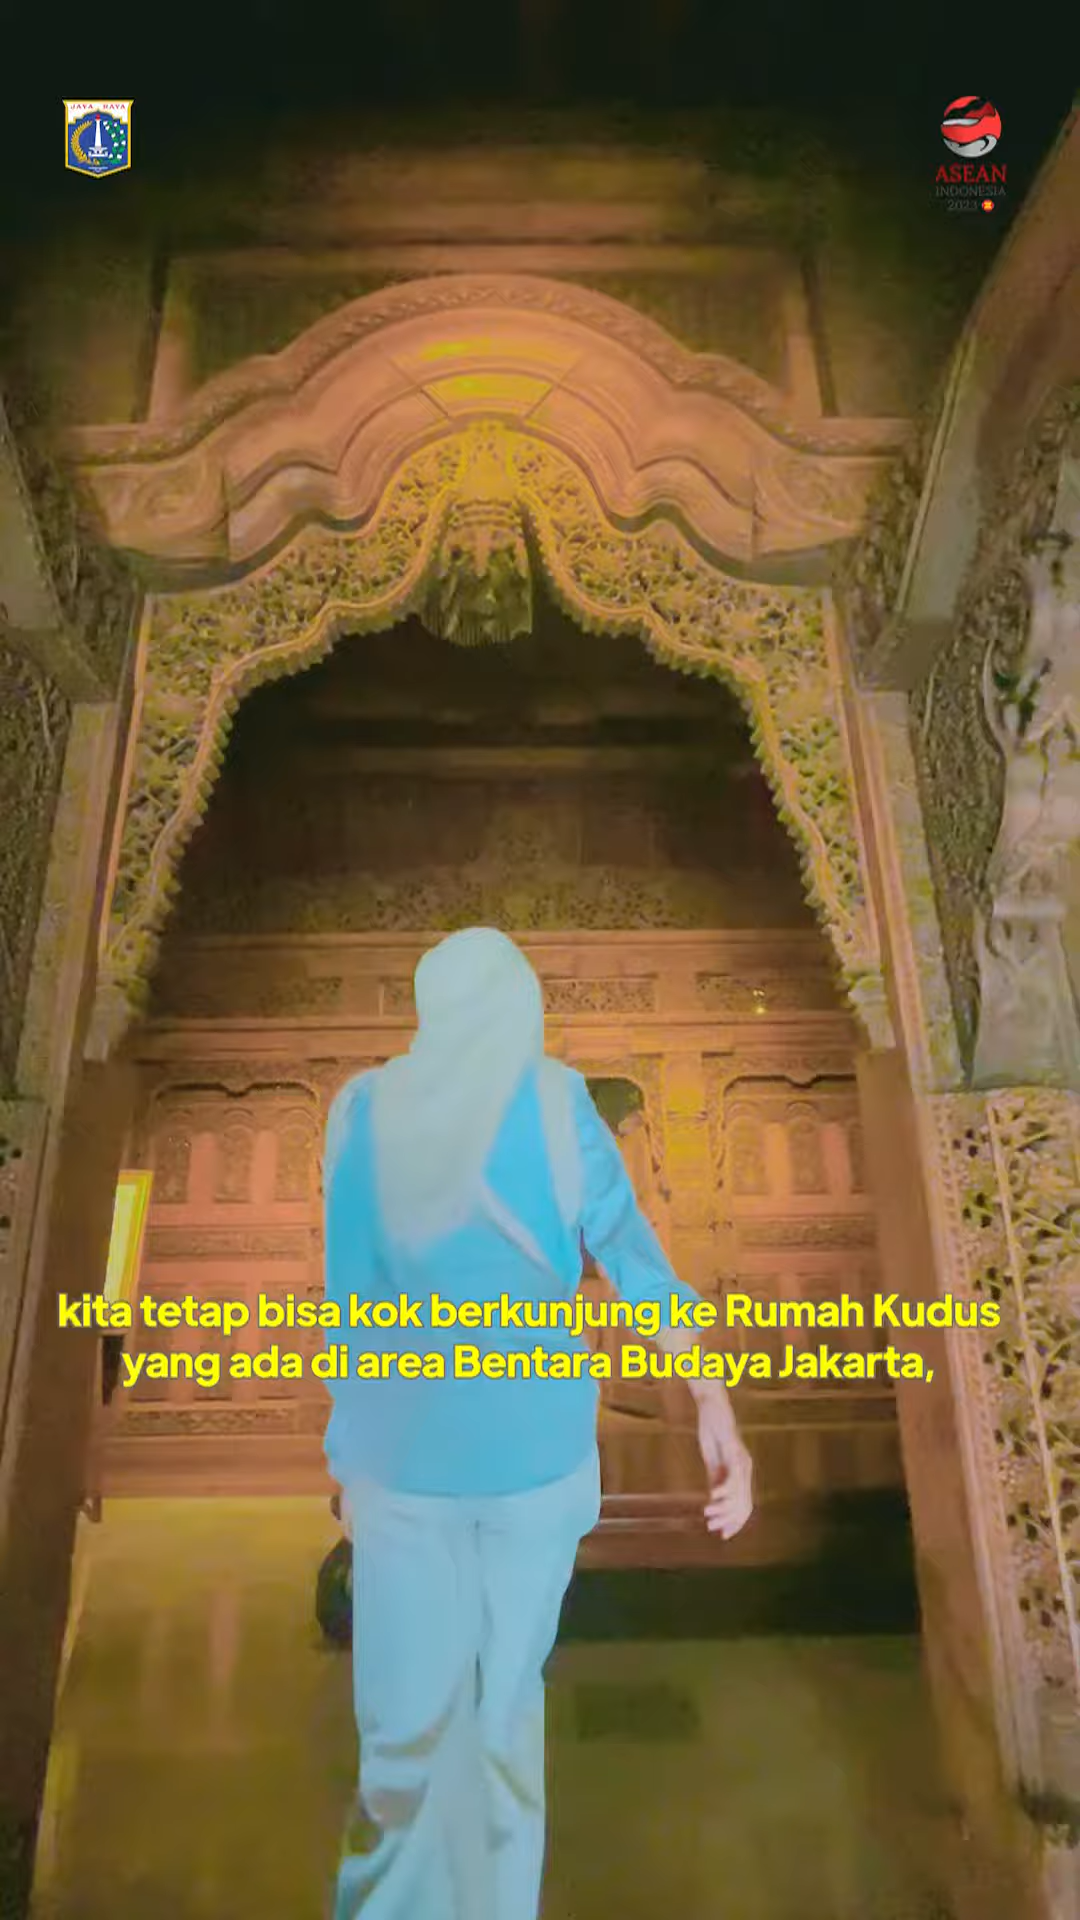 JAYA RAYA
ASEAN
INDONESIA
2023
kita tetap bisa kok berkunjung ke Rumah Kudus
yang ada di area Bentara Budaya Jakarta,